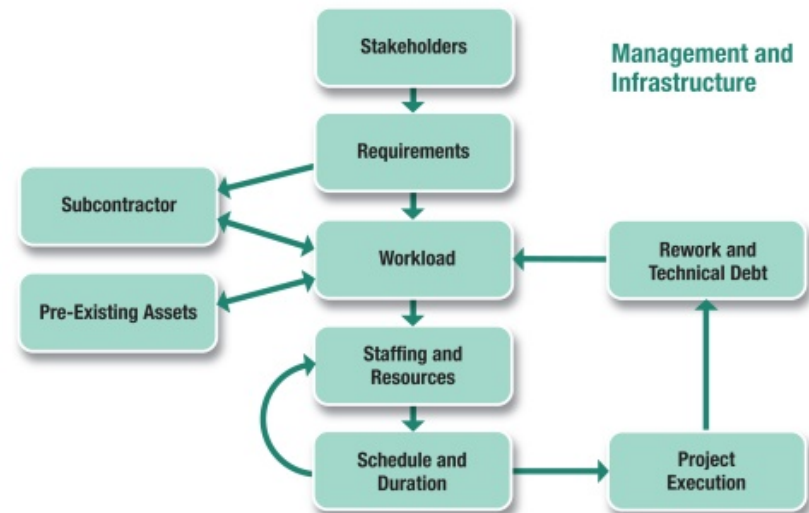 Stakeholders
Management and
Infrastructure
Requirements
Subcontractor
Workload
Rework and
Technical Debt
Pre-Existing Assets
Staffing and
Resources
Schedule and
Duration
Project
Execution